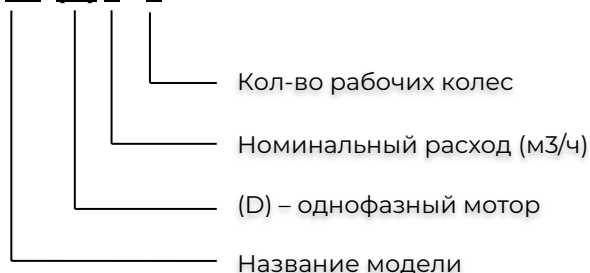 Кол-во рабочих колес
Номинальный расход (м3/ч)
(D) – однофазный мотор
Название модели